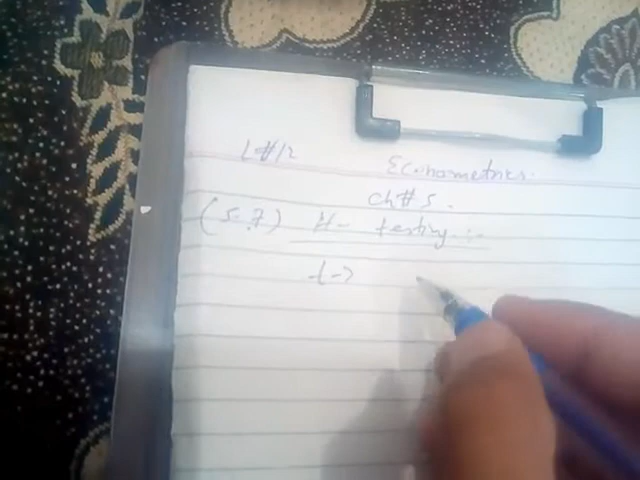 L#12
Econometrics.
Ch# 5.
(5.7) H- testing :-
t->